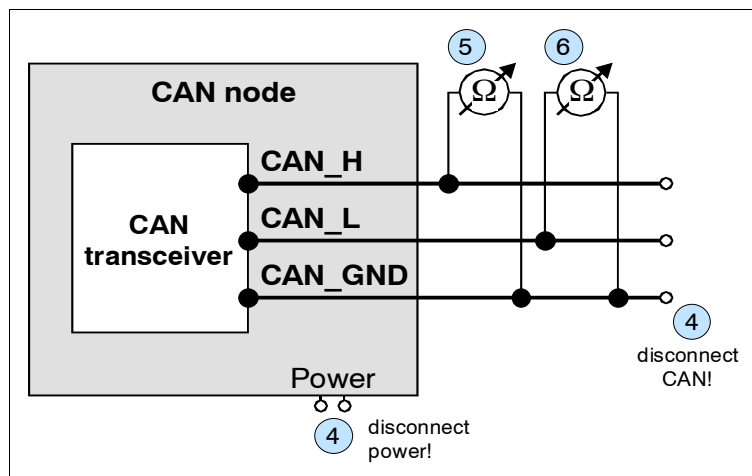 5
6
Ω
Ω
CAN node
CAN_H
CAN
transceiver
CAN_L
CAN_GND
4
disconnect
CAN!
Power
4
disconnect
power!